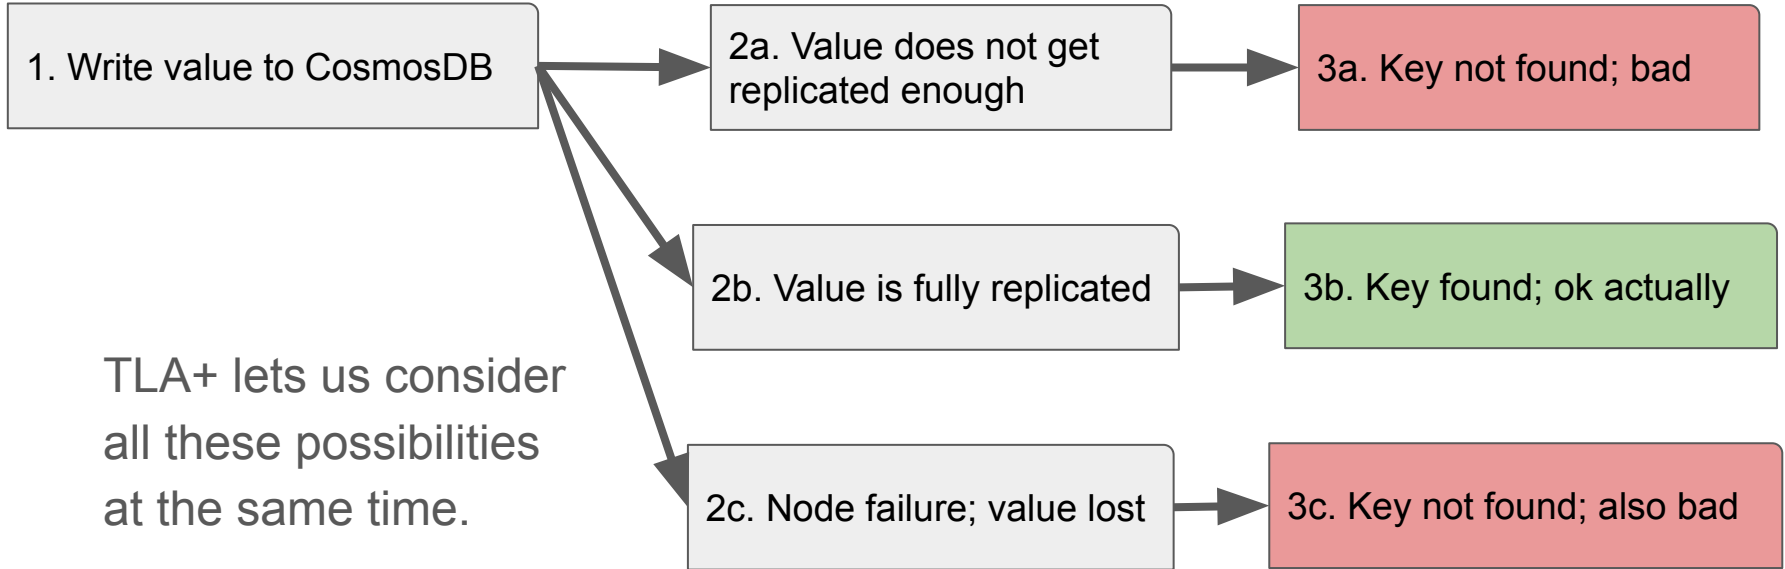 1. Write value to CosmosDB
2a. Value does not get
replicated enough
3a. Key not found; bad
2b. Value is fully replicated
3b. Key found; ok actually
TLA+ lets us consider
all these possibilities
at the same time.
2c. Node failure; value lost
3c. Key not found; also bad